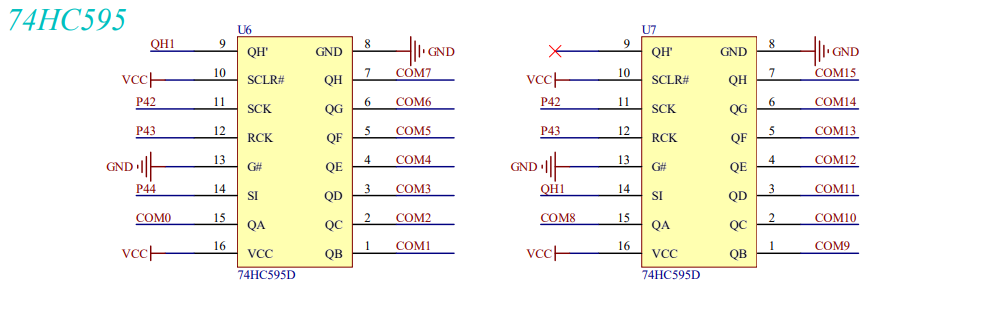 74HC595
U6
QH1 9 QH' GND 8 GND
VCC 10 SCLR# QH 7 COM7
P42 11 SCK QG 6 COM6
P43 12 RCK QF 5 COM5
GND 13 G# QE 4 COM4
P44 14 SI QD 3 COM3
COM0 15 QA QC 2 COM2
VCC 16 VCC QB 1 COM1
74HC595D
U7
9 QH' GND 8 GND
VCC 10 SCLR# QH 7 COM15
P42 11 SCK QG 6 COM14
P43 12 RCK QF 5 COM13
GND 13 G# QE 4 COM12
QH1 14 SI QD 3 COM11
COM8 15 QA QC 2 COM10
VCC 16 VCC QB 1 COM9
74HC595D